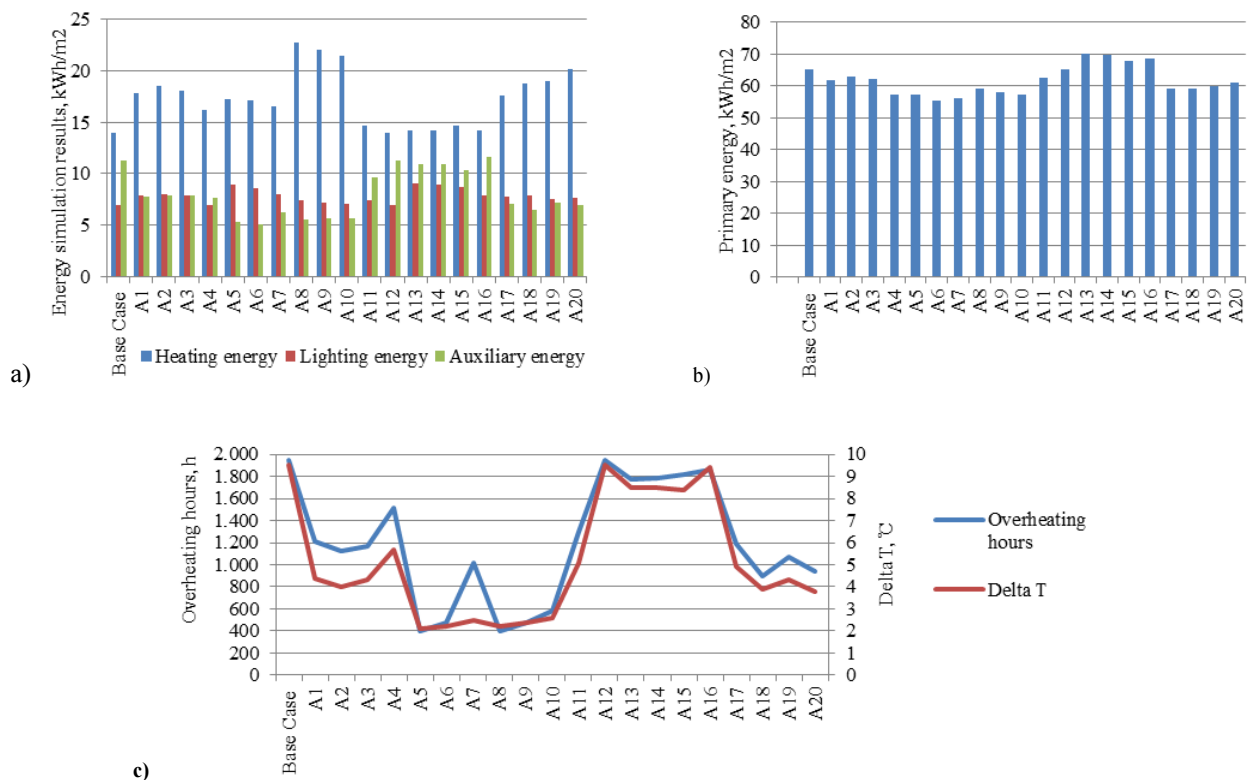 Energy simulation results, kWh/m2
25
20
15
10
5
0
Base Case
A1
A2
A3
A4
A5
A6
A7
A8
A9
A10
A11
A12
A13
A14
A15
A16
A17
A18
A19
A20
Heating energy Lighting energy Auxiliary energy
a)
Primary energy, kWh/m2
80
70
60
50
40
30
20
10
0
Base Case
A1
A2
A3
A4
A5
A6
A7
A8
A9
A10
A11
A12
A13
A14
A15
A16
A17
A18
A19
A20
b)
Overheating hours, h
2.000
1.800
1.600
1.400
1.200
1.000
800
600
400
200
0
Base Case
A1
A2
A3
A4
A5
A6
A7
A8
A9
A10
A11
A12
A13
A14
A15
A16
A17
A18
A19
A20
10
9
8
7
6
5
4
3
2
1
0
Delta T, ℃
Overheating
hours
Delta T
c)